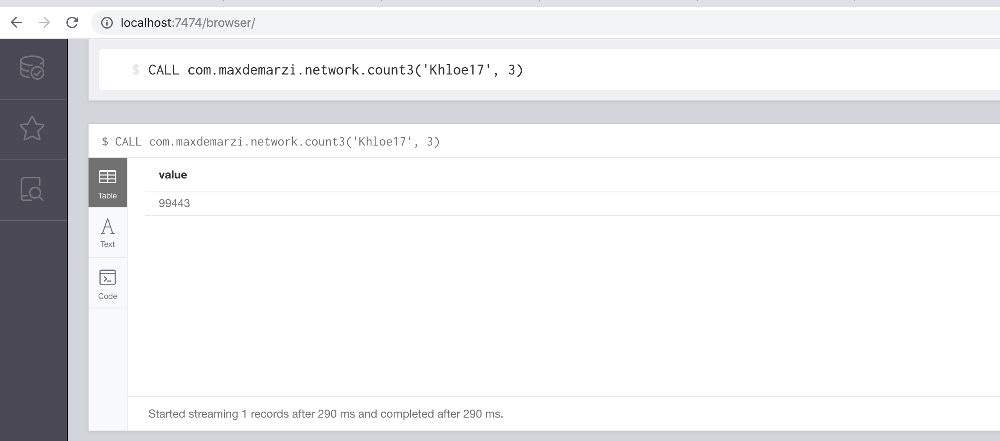 localhost:7474/browser/
$ CALL com.maxdemarzi.network.count3('Khloe17', 3)
$ CALL com.maxdemarzi.network.count3('Khloe17', 3)
value
Table
99443
Text
Code
Started streaming 1 records after 290 ms and completed after 290 ms.